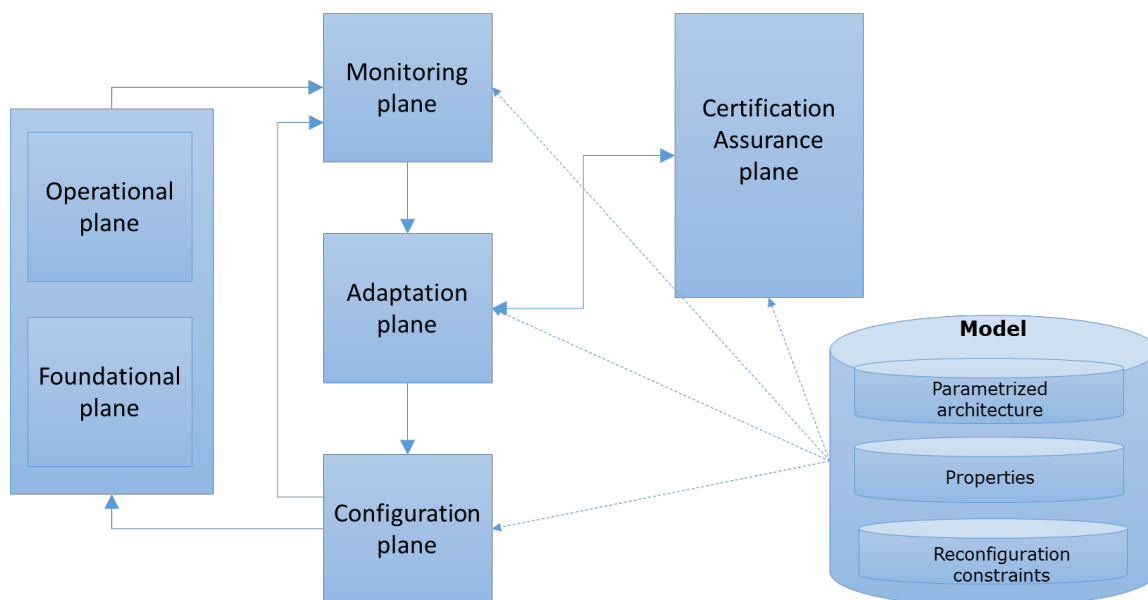 Monitoring
plane
Certification
Assurance
plane
Operational
plane
Adaptation
plane
Foundational
plane
Configuration
plane
Model
Parametrized
architecture
Properties
Reconfiguration
constraints